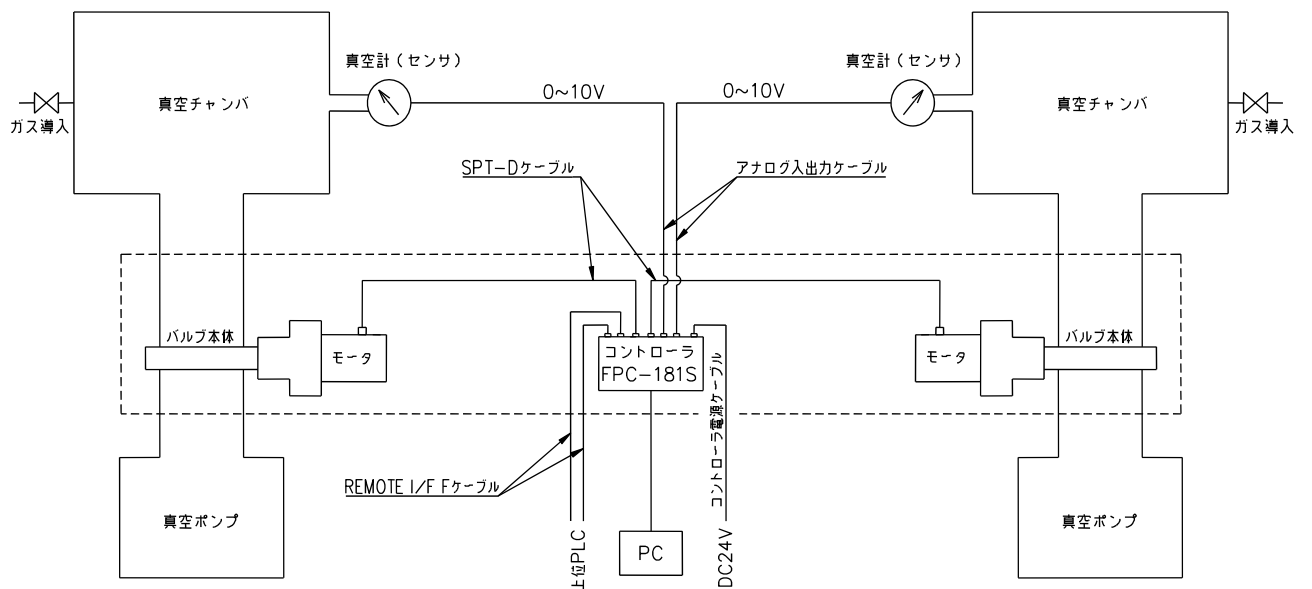 真空計(センサ)
真空計(センサ)
0~10V
0~10V
真空チャンバ
真空チャンバ
ガス導入
ガス導入
SPT-Dケーブル
アナログ入出力ケーブル
バルブ本体
バルブ本体
モータ
コントローラ
FPC-181S
モータ
コントローラ電源ケーブル
REMOTE I/F Fケーブル
真空ポンプ
真空ポンプ
上位PLC
PC
DC24V